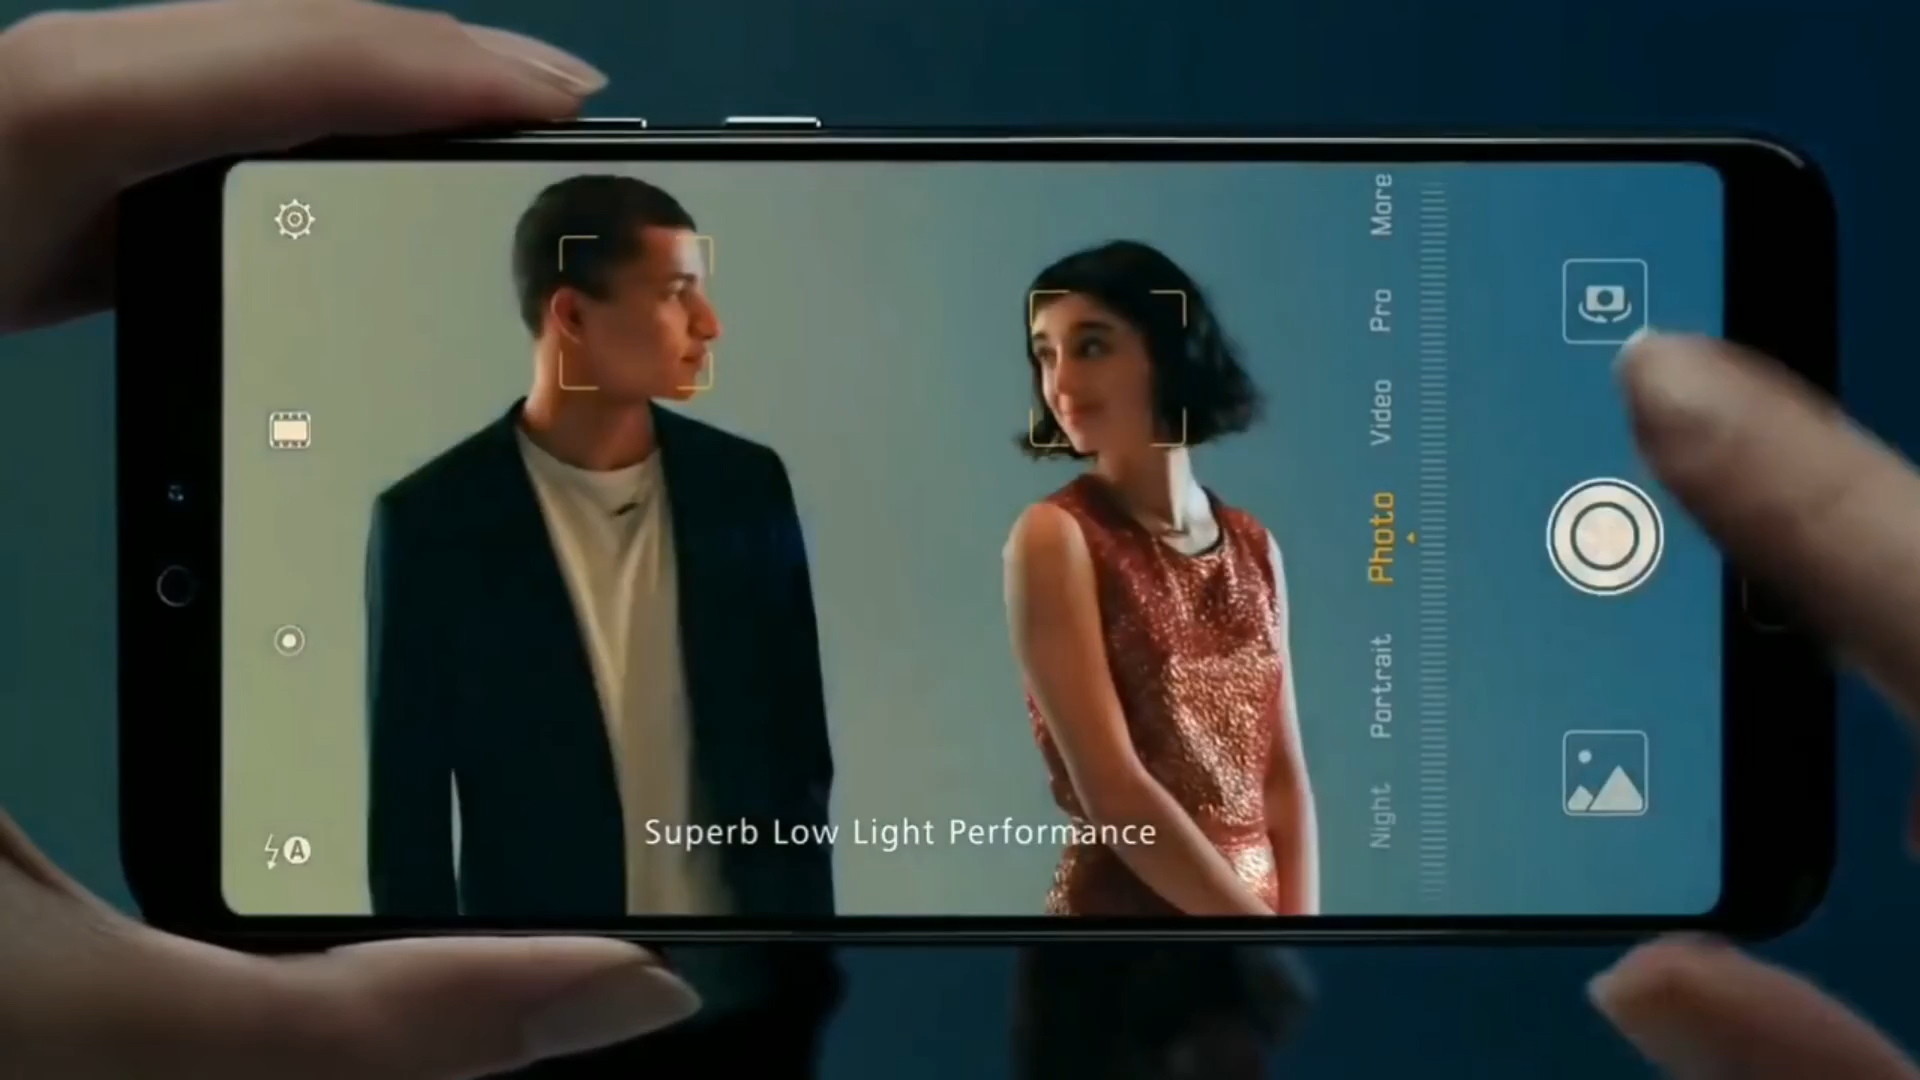 More
Pro
Video
Photo
Portrait
Night
A
Superb Low Light Performance